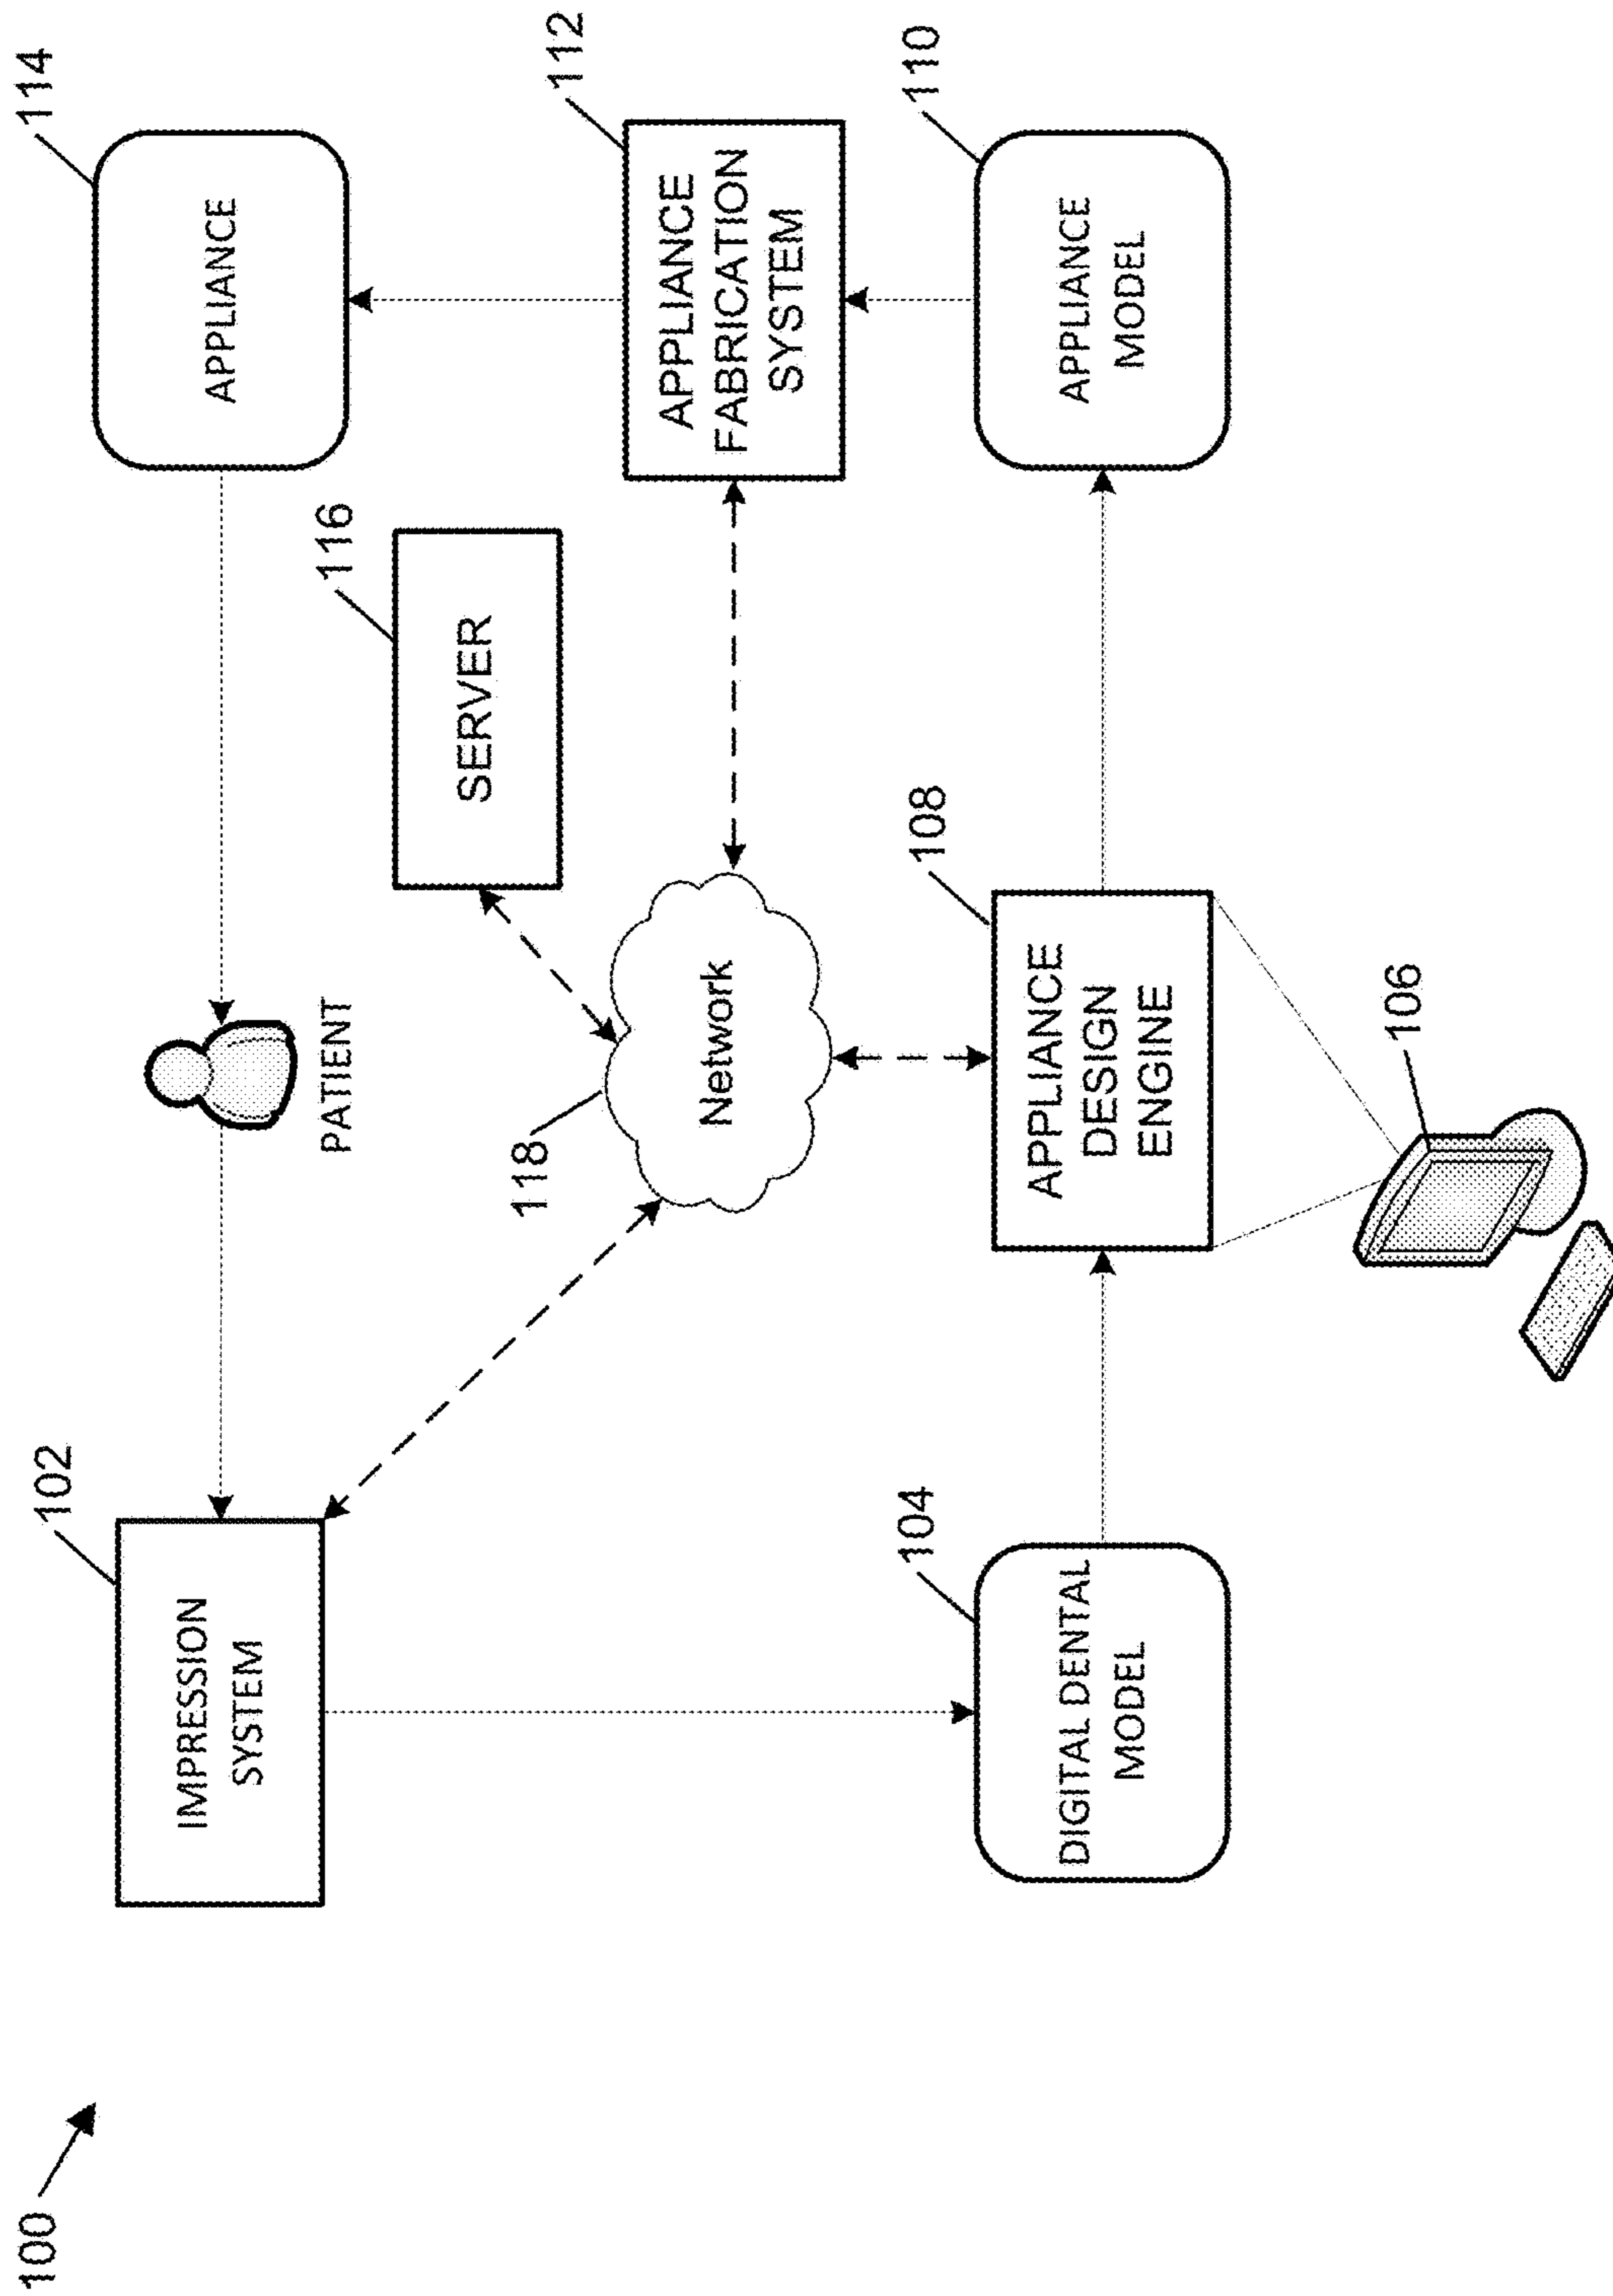 100
102
IMPRESSION
SYSTEM
PATIENT
114
APPLIANCE
116
SERVER
118
Network
112
APPLIANCE
FABRICATION
SYSTEM
104
DIGITAL DENTAL
MODEL
108
APPLIANCE
DESIGN
ENGINE
110
APPLIANCE
MODEL
106